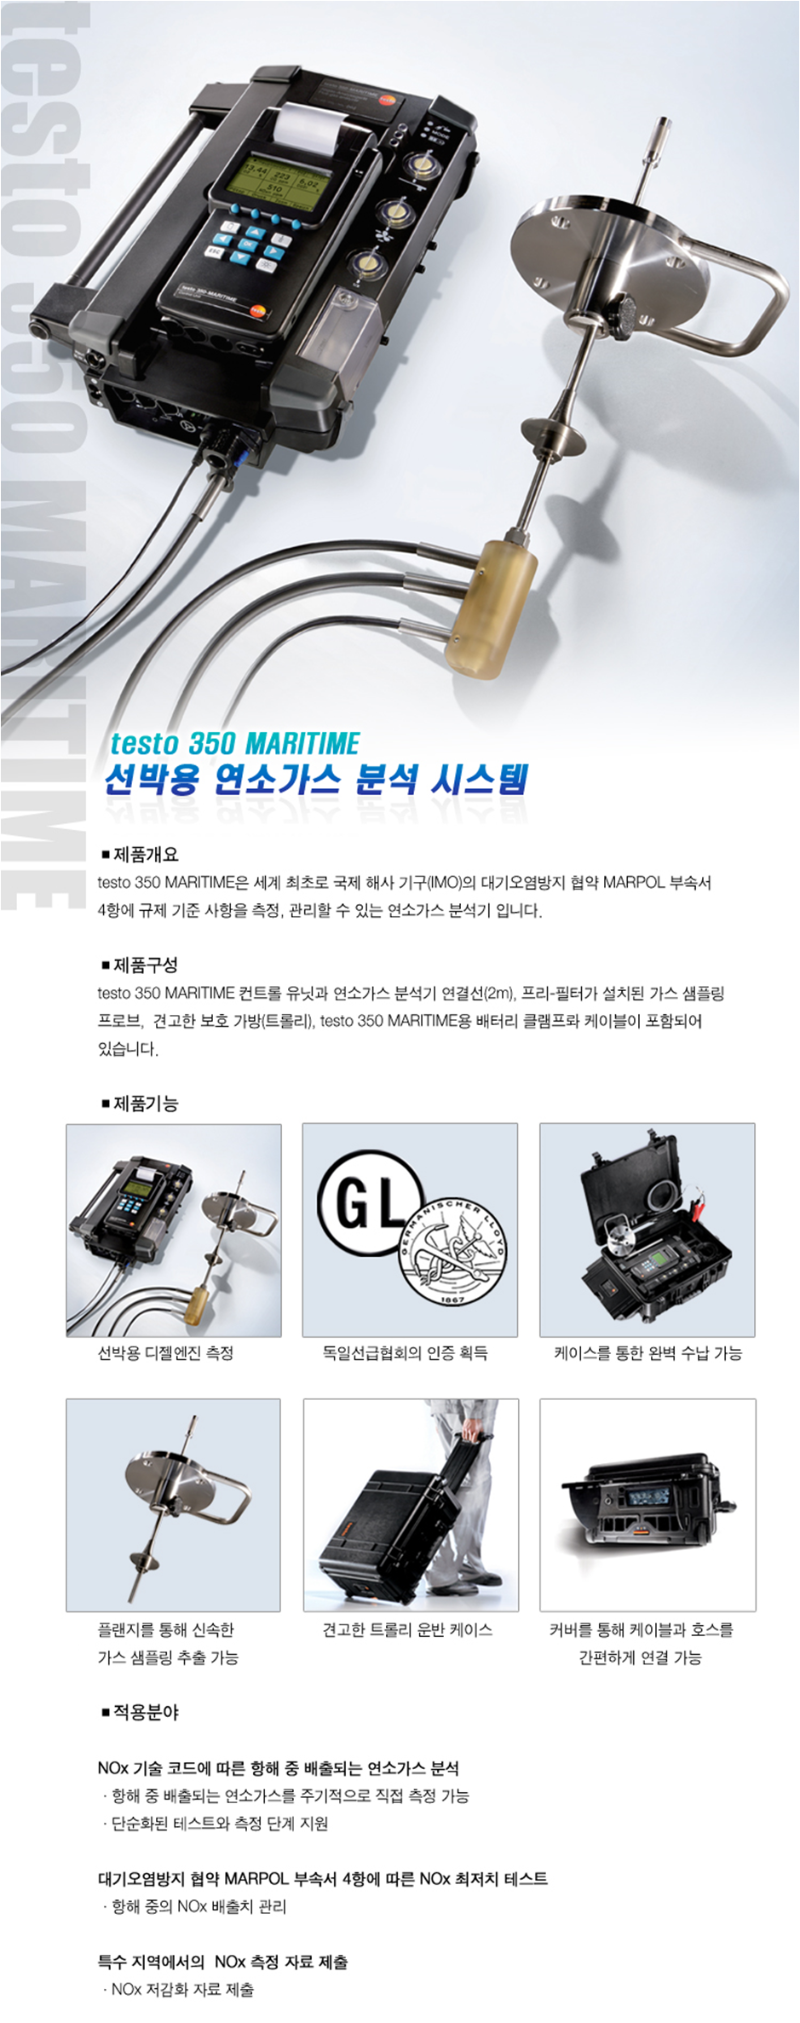 testo 350 MARITIME
testo 350 MARITIME
testo
13,44 223 5,02
510
ESC
OK
testo 350 MARITIME
testo
testo 350 MARITIME
선박용 연소가스 분석 시스템
■ 제품개요
testo 350 MARITIME은 세계 최초로 국제 해사 기구(IMO)의 대기오염방지 협약 MARPOL 부속서
4항에 규제 기준 사항을 측정, 관리할 수 있는 연소가스 분석기 입니다.
■ 제품구성
testo 350 MARITIME 컨트롤 유닛과 연소가스 분석기 연결선(2m), 프리-필터가 설치된 가스 샘플링
프로브, 견고한 보호 가방(트롤리), testo 350 MARITIME용 배터리 클램프와 케이블이 포함되어
있습니다.
■ 제품기능
GL
GERMANISCHER LLOYD
1867
선박용 디젤엔진 측정
독일선급협회의 인증 획득
케이스를 통한 완벽 수납 가능
플랜지를 통해 신속한
가스 샘플링 추출 가능
견고한 트롤리 운반 케이스
커버를 통해 케이블과 호스를
간편하게 연결 가능
■ 적용분야
NOx 기술 코드에 따른 항해 중 배출되는 연소가스 분석
· 항해 중 배출되는 연소가스를 주기적으로 직접 측정 가능
· 단순화된 테스트와 측정 단계 지원
대기오염방지 협약 MARPOL 부속서 4항에 따른 NOx 최저치 테스트
· 항해 중의 NOx 배출치 관리
특수 지역에서의 NOx 측정 자료 제출
· NOx 저감화 자료 제출